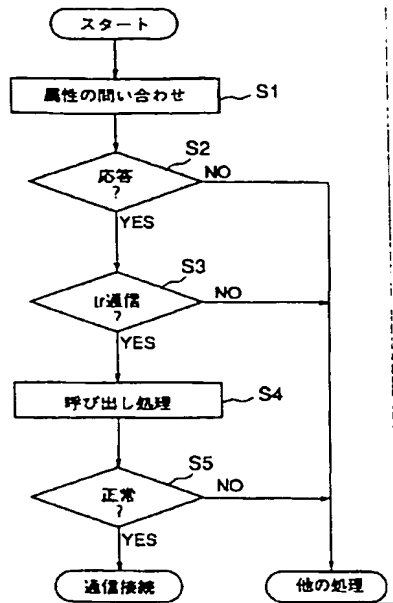 スタート
属性の問い合わせ
S1
応答
?
S2
NO
YES
Ir通信
?
S3
NO
YES
呼び出し処理
S4
正常
?
S5
NO
YES
通信接続
他の処理